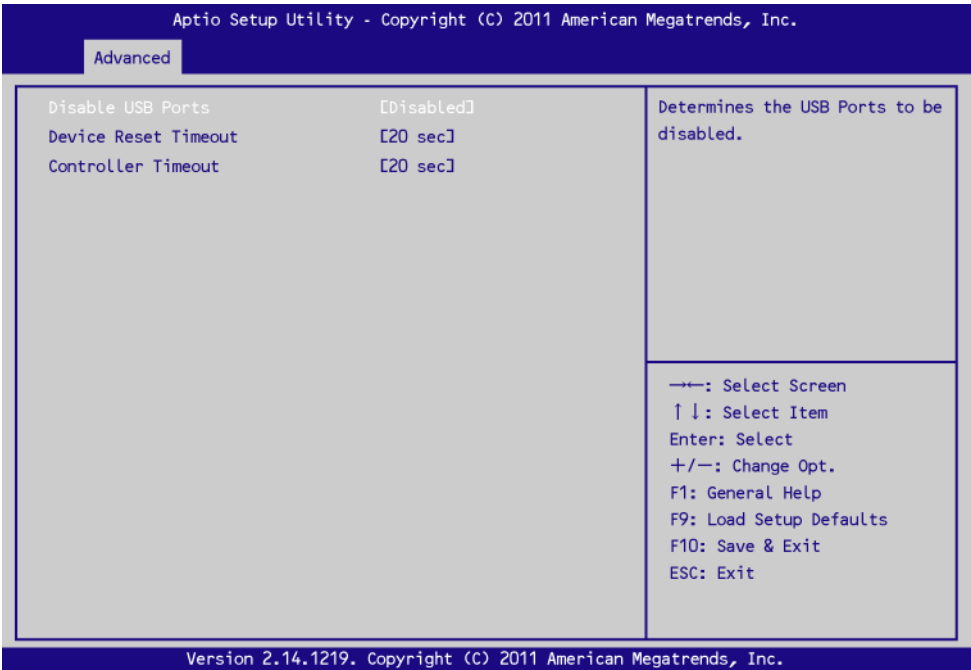 Aptio Setup Utility - Copyright (C) 2011 American Megatrends, Inc.
Advanced
Disable USB Ports [Disabled]
Device Reset Timeout [20 sec]
Controller Timeout [20 sec]
Determines the USB Ports to be
disabled.
→←: Select Screen
↑↓: Select Item
Enter: Select
+/−: Change Opt.
F1: General Help
F9: Load Setup Defaults
F10: Save & Exit
ESC: Exit
Version 2.14.1219. Copyright (C) 2011 American Megatrends, Inc.